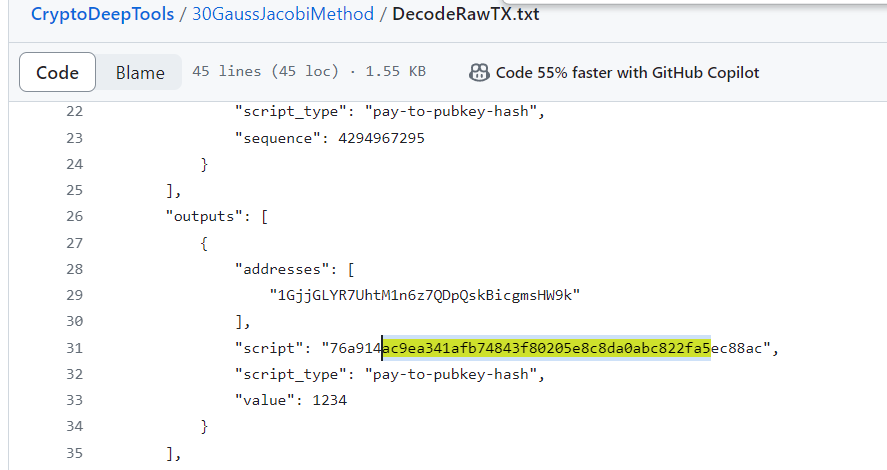 CryptoDeepTools / 30GaussJacobiMethod / DecodeRawTX.txt
Code Blame 45 lines (45 loc) · 1.55 KB Code 55% faster with GitHub Copilot
22 "script_type": "pay-to-pubkey-hash",
23 "sequence": 4294967295
24 }
25 ],
26 "outputs": [
27 {
28 "addresses": [
29 "1GjjGLYR7UhtM1n6z7QDpQskBicgmsHW9k"
30 ],
31 "script": "76a914ac9ea341afb74843f80205e8c8da0abc822fa5ec88ac",
32 "script_type": "pay-to-pubkey-hash",
33 "value": 1234
34 }
35 ],